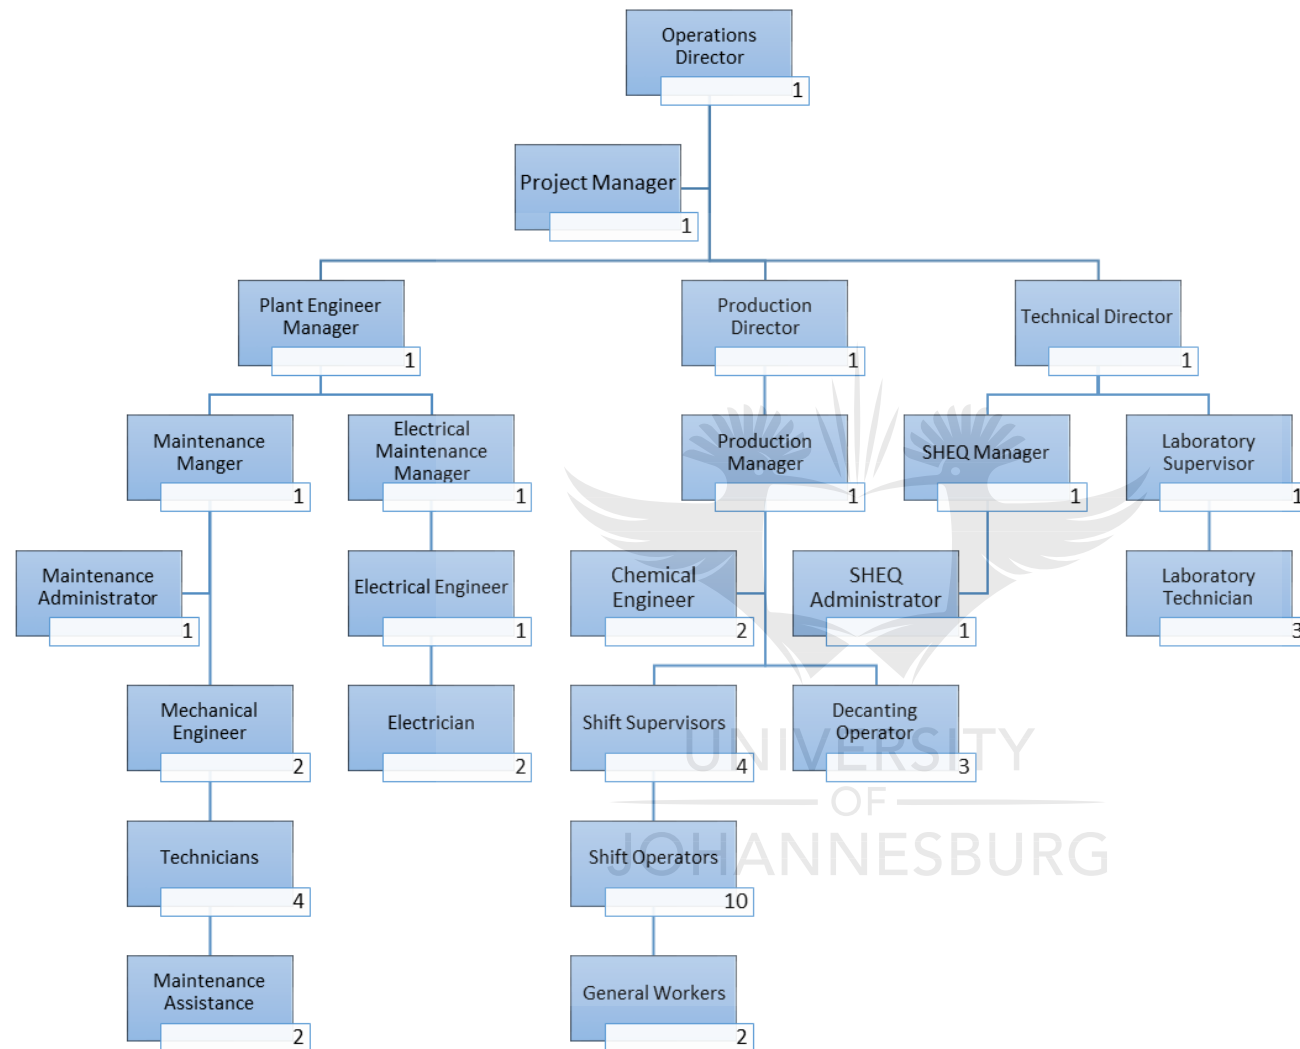 Operations
Director
1
Project Manager
1
Plant Engineer
Manager
1
Production
Director
1
Technical Director
1
Maintenance
Manger
1
Electrical
Maintenance
Manager
1
Production
Manager
1
SHEQ Manager
1
Laboratory
Supervisor
1
Maintenance
Administrator
1
Electrical Engineer
1
Chemical
Engineer
2
SHEQ
Administrator
1
Laboratory
Technician
3
Mechanical
Engineer
2
Electrician
2
Shift Supervisors
4
Decanting
Operator
3
UNIVERSITY
OF
JOHANNESBURG
Technicians
4
Shift Operators
10
Maintenance
Assistance
2
General Workers
2